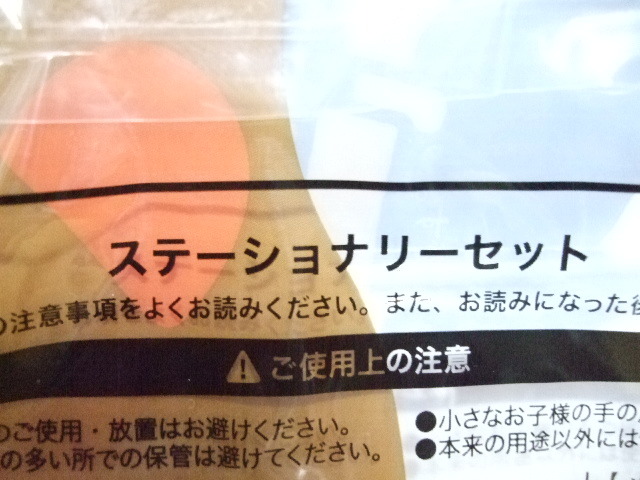 ステーショナリーセット
の注意事項をよくお読みください。また、お読みになった後
ご使用上の注意
のご使用・放置はお避けください。
の多い所での保管は避けてください。
●小さなお子様の手の
●本来の用途以外には